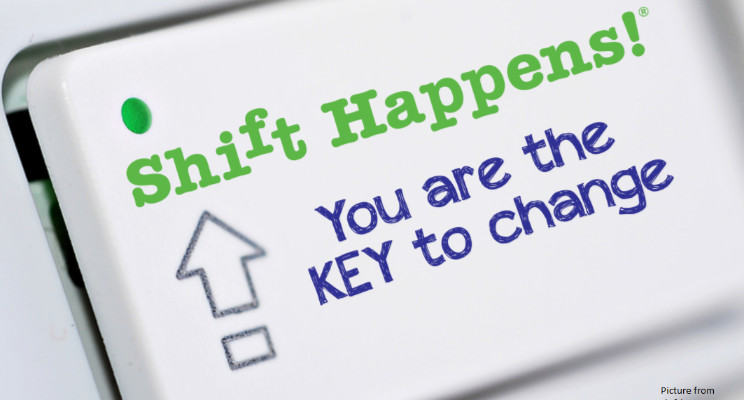 Shift Happens!®
You are the
KEY to change
Picture from